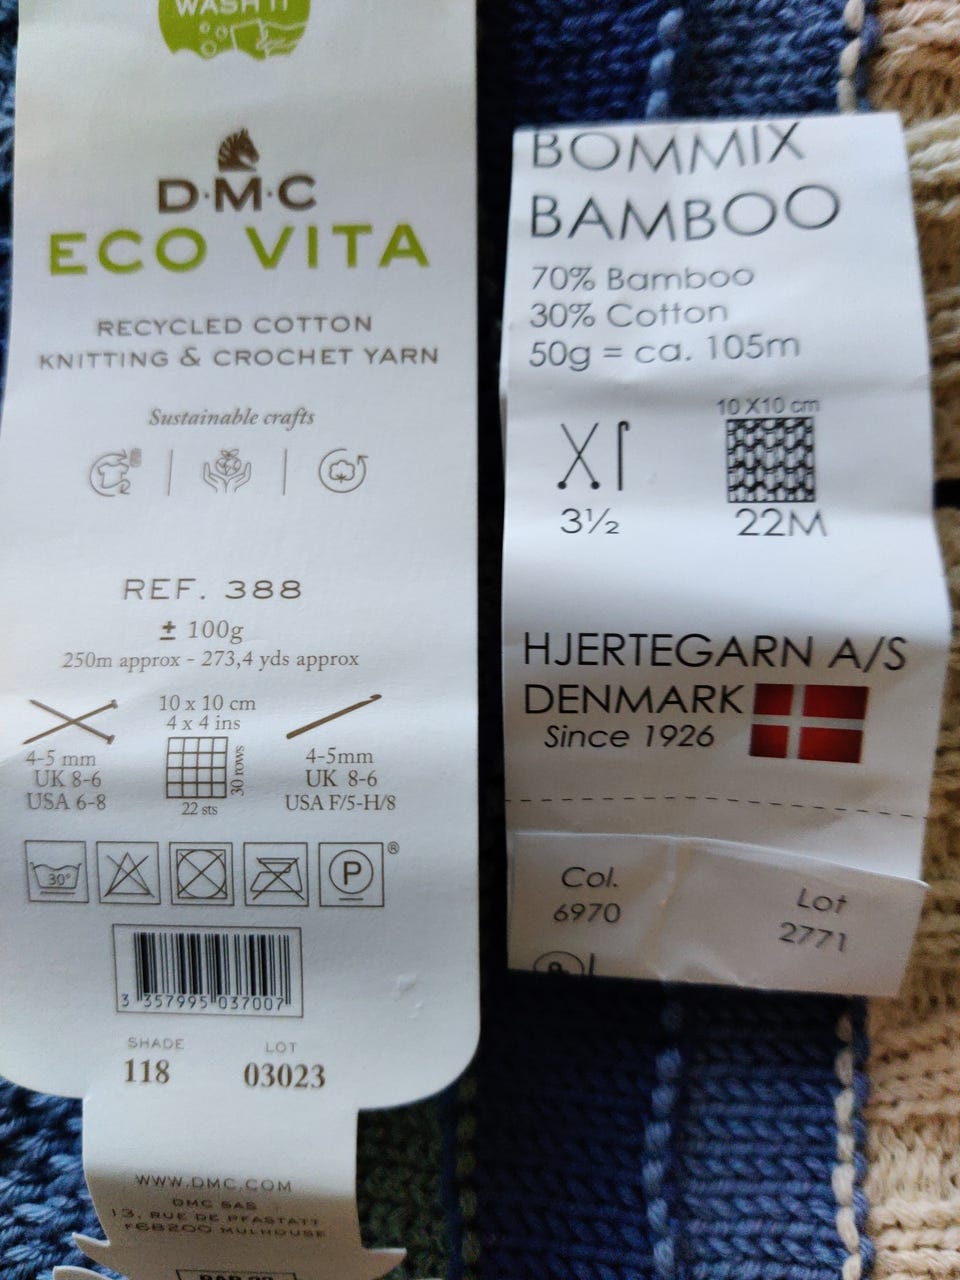 WASH IT
D·M·C
ECO VITA
RECYCLED COTTON
KNITTING & CROCHET YARN
Sustainable crafts
REF. 388
± 100g
250m approx - 273,4 yds approx
10 x 10 cm
4 x 4 ins
30 rows
22 sts
4-5 mm
UK 8-6
USA 6-8
4-5mm
UK 8-6
USA F/5-H/8
30°
P
®
3 357995 037007
SHADE
118
LOT
03023
WWW.DMC.COM
DMC SAS
13, RUE DE PFASTATT
F68200 MULHOUSE
BOMMIX
BAMBOO
70% Bamboo
30% Cotton
50g = ca. 105m
10 X10 cm
3½
22M
HJERTEGARN A/S
DENMARK
Since 1926
Col.
6970
Lot
2771